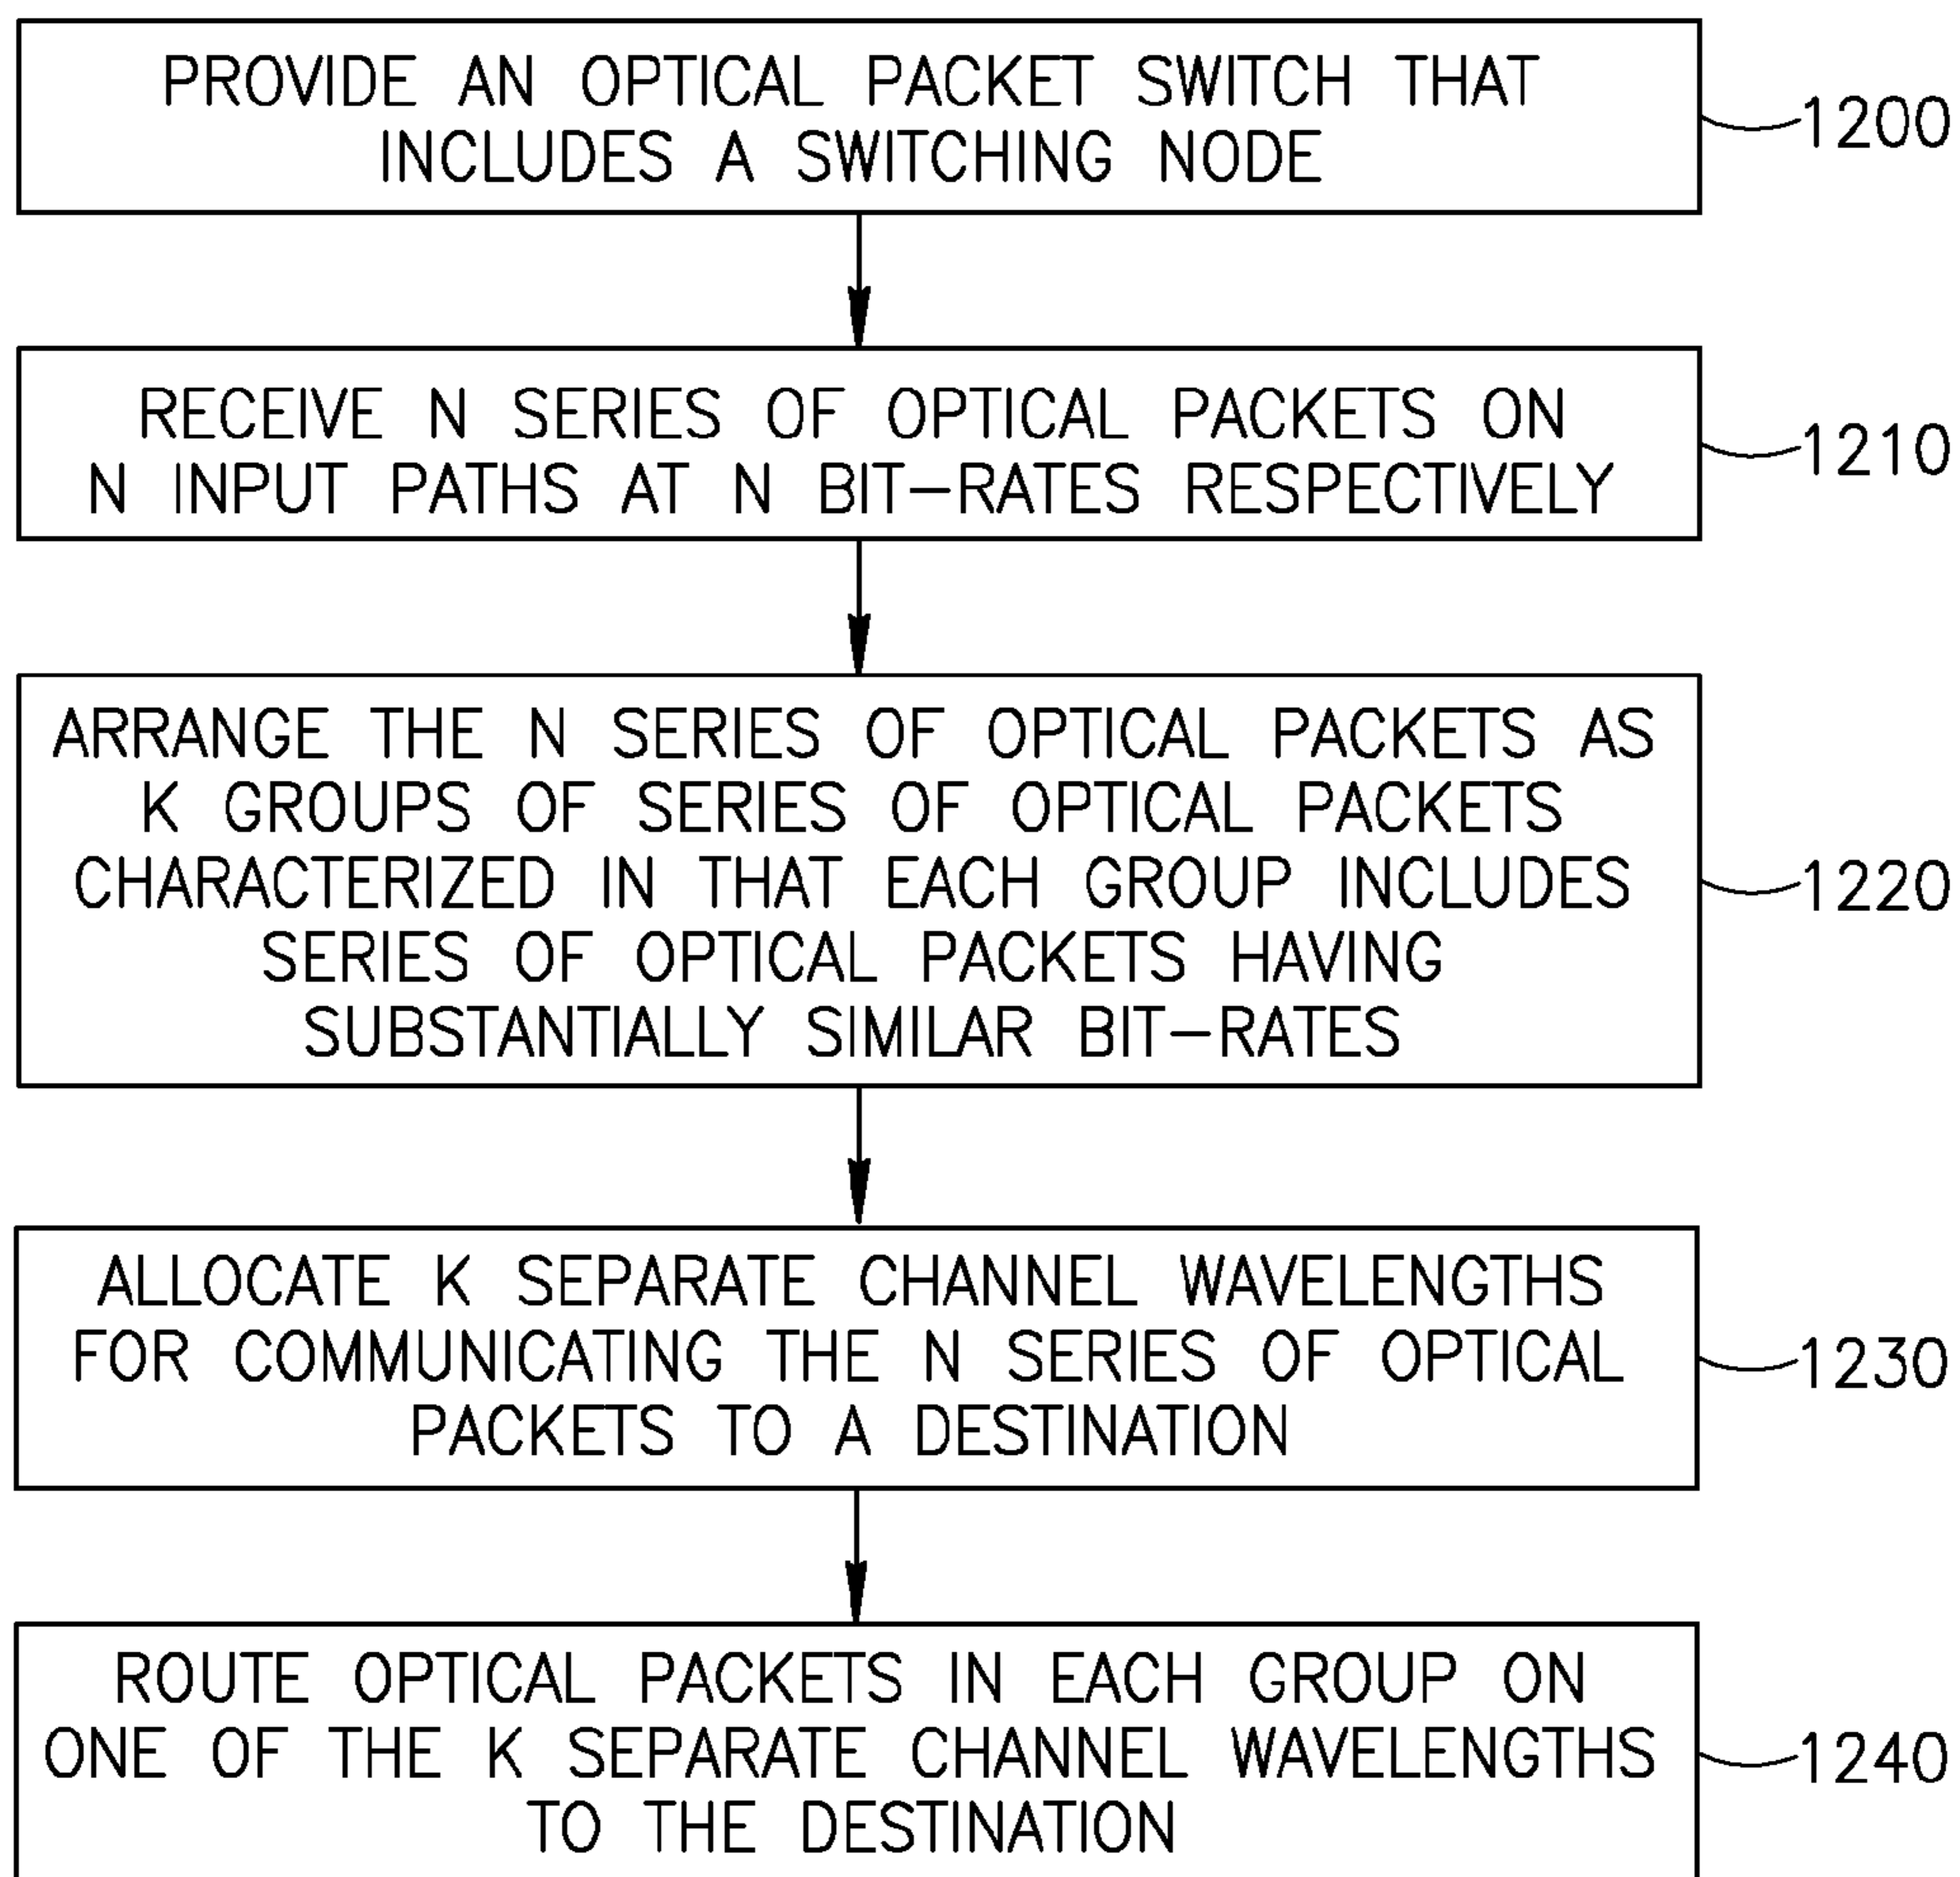 PROVIDE AN OPTICAL PACKET SWITCH THAT
INCLUDES A SWITCHING NODE
1200
RECEIVE N SERIES OF OPTICAL PACKETS ON
N INPUT PATHS AT N BIT-RATES RESPECTIVELY
1210
ARRANGE THE N SERIES OF OPTICAL PACKETS AS
K GROUPS OF SERIES OF OPTICAL PACKETS
CHARACTERIZED IN THAT EACH GROUP INCLUDES
SERIES OF OPTICAL PACKETS HAVING
SUBSTANTIALLY SIMILAR BIT-RATES
1220
ALLOCATE K SEPARATE CHANNEL WAVELENGTHS
FOR COMMUNICATING THE N SERIES OF OPTICAL
PACKETS TO A DESTINATION
1230
ROUTE OPTICAL PACKETS IN EACH GROUP ON
ONE OF THE K SEPARATE CHANNEL WAVELENGTHS
TO THE DESTINATION
1240